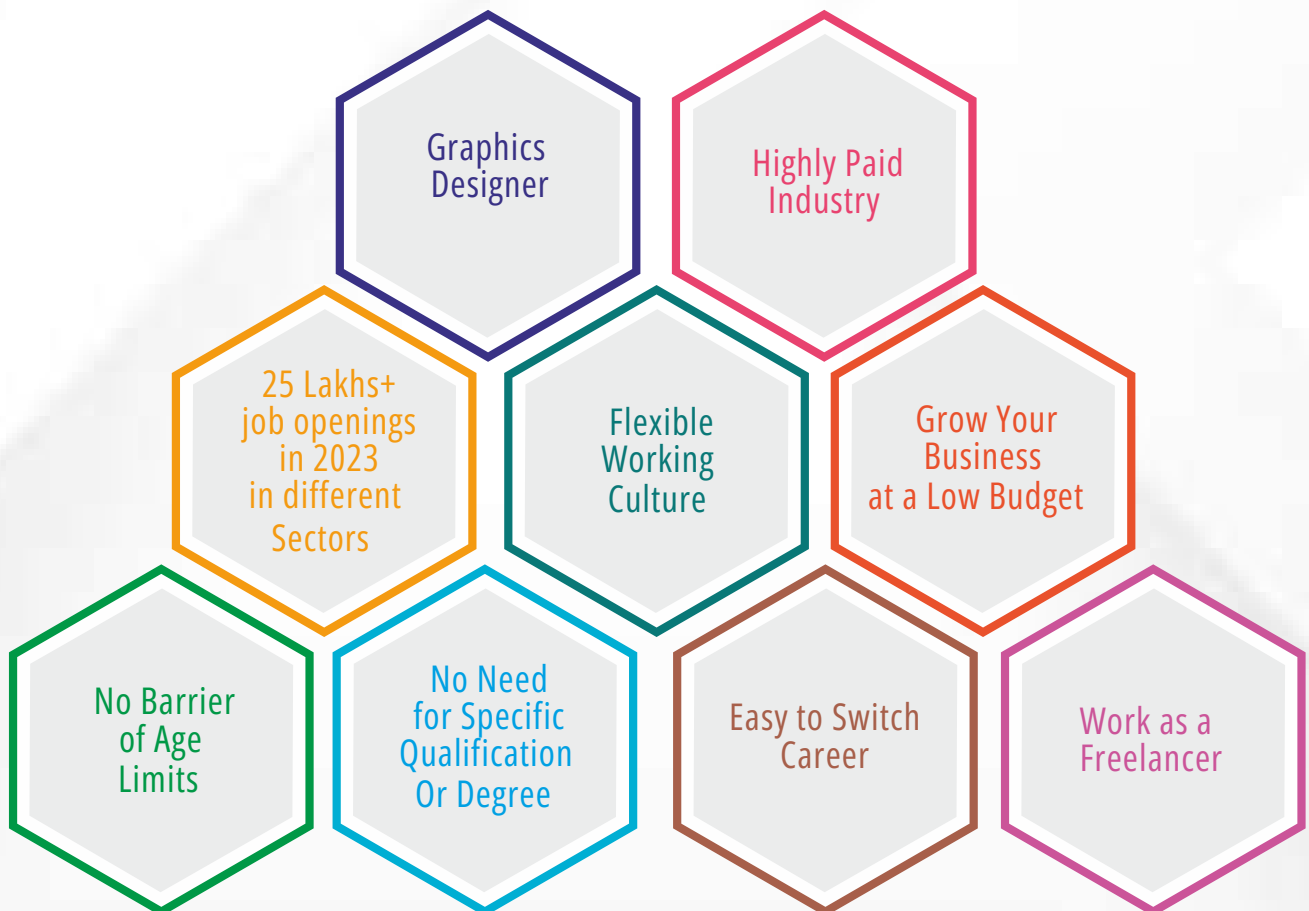 Graphics
Designer
Highly Paid
Industry
25 Lakhs+
job openings
in 2023
in different
Sectors
Flexible
Working
Culture
Grow Your
Business
at a Low Budget
No Barrier
of Age
Limits
No Need
for Specific
Qualification
Or Degree
Easy to Switch
Career
Work as a
Freelancer